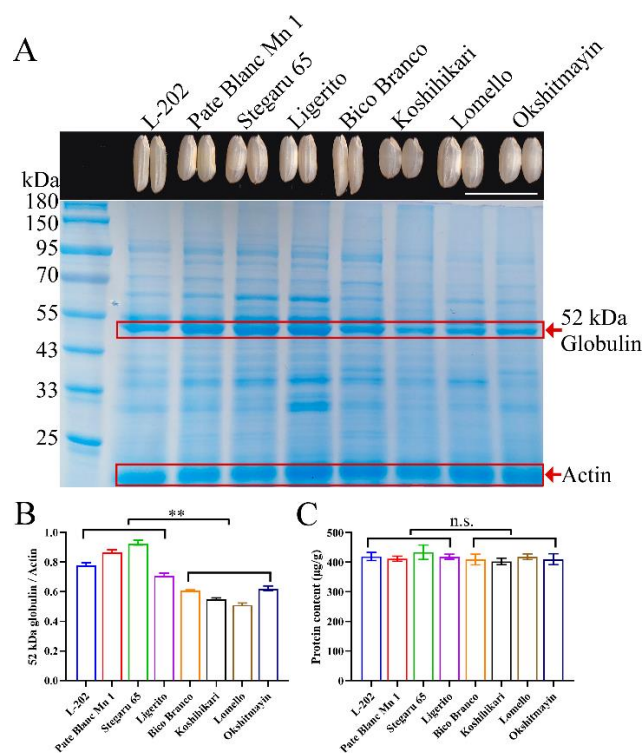 A
L-202
Pate Blanc Mn 1
Stegaru 65
Ligerito
Bico Branco
Koshihikari
Lomello
Okshitmayin
kDa
180
150
95
70
55
43
33
25
52 kDa
Globulin
Actin
B
**
52 kDa globulin / Actin
1.0
0.8
0.6
0.4
0.2
0.0
L-202
Pate Blanc Mn 1
Stegaru 65
Ligerito
Bico Branco
Koshihikari
Lomello
Okshitmayin
C
n.s.
Protein content (µg/g)
500
400
300
200
100
0
L-202
Pate Blanc Mn 1
Stegaru 65
Ligerito
Bico Branco
Koshihikari
Lomello
Okshitmayin